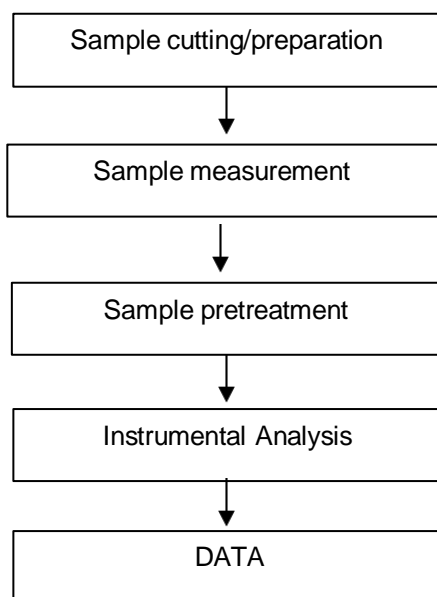 Sample cutting/preparation
Sample measurement
Sample pretreatment
Instrumental Analysis
DATA